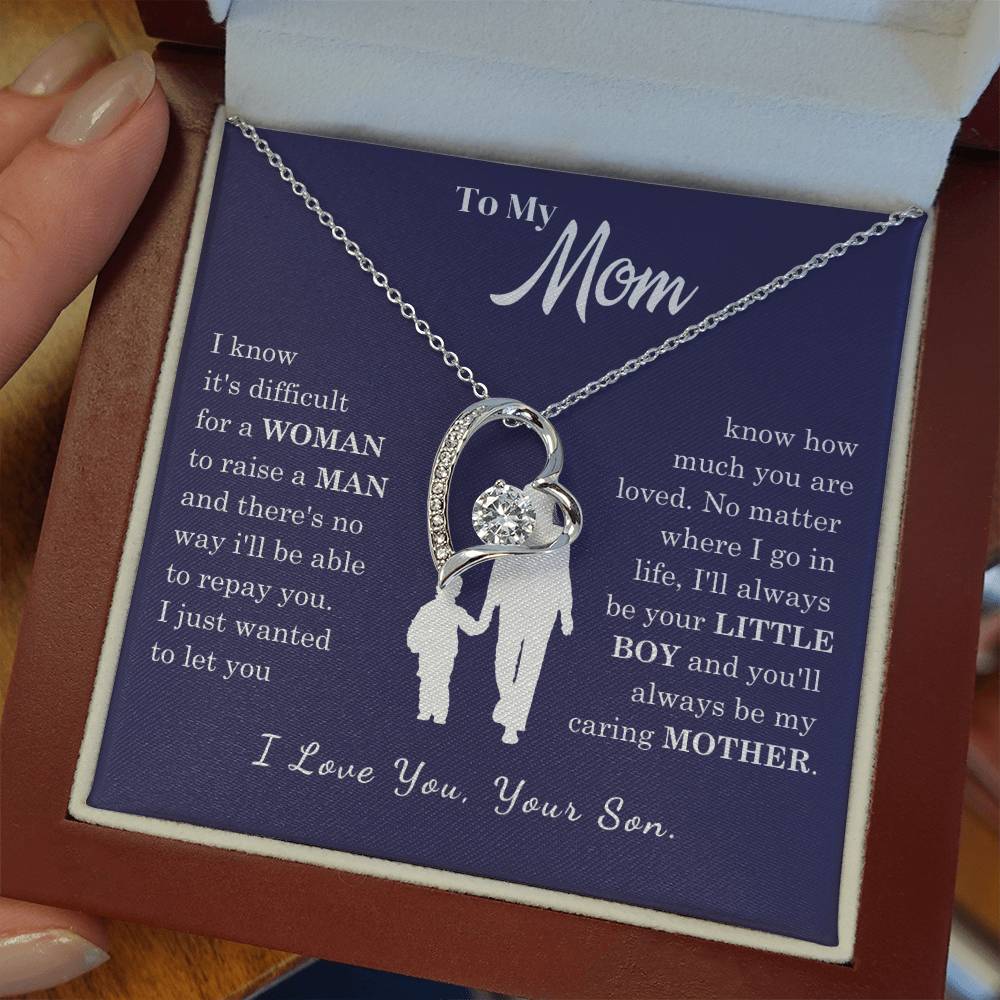 To My
Mom
I know
it's difficult
for a WOMAN
to raise a MAN
and there's no
way i'll be able
to repay you.
I just wanted
to let you
know how
much you are
loved. No matter
where I go in
life, I'll always
be your LITTLE
BOY and you'll
always be my
caring MOTHER.
I Love You, Your Son.